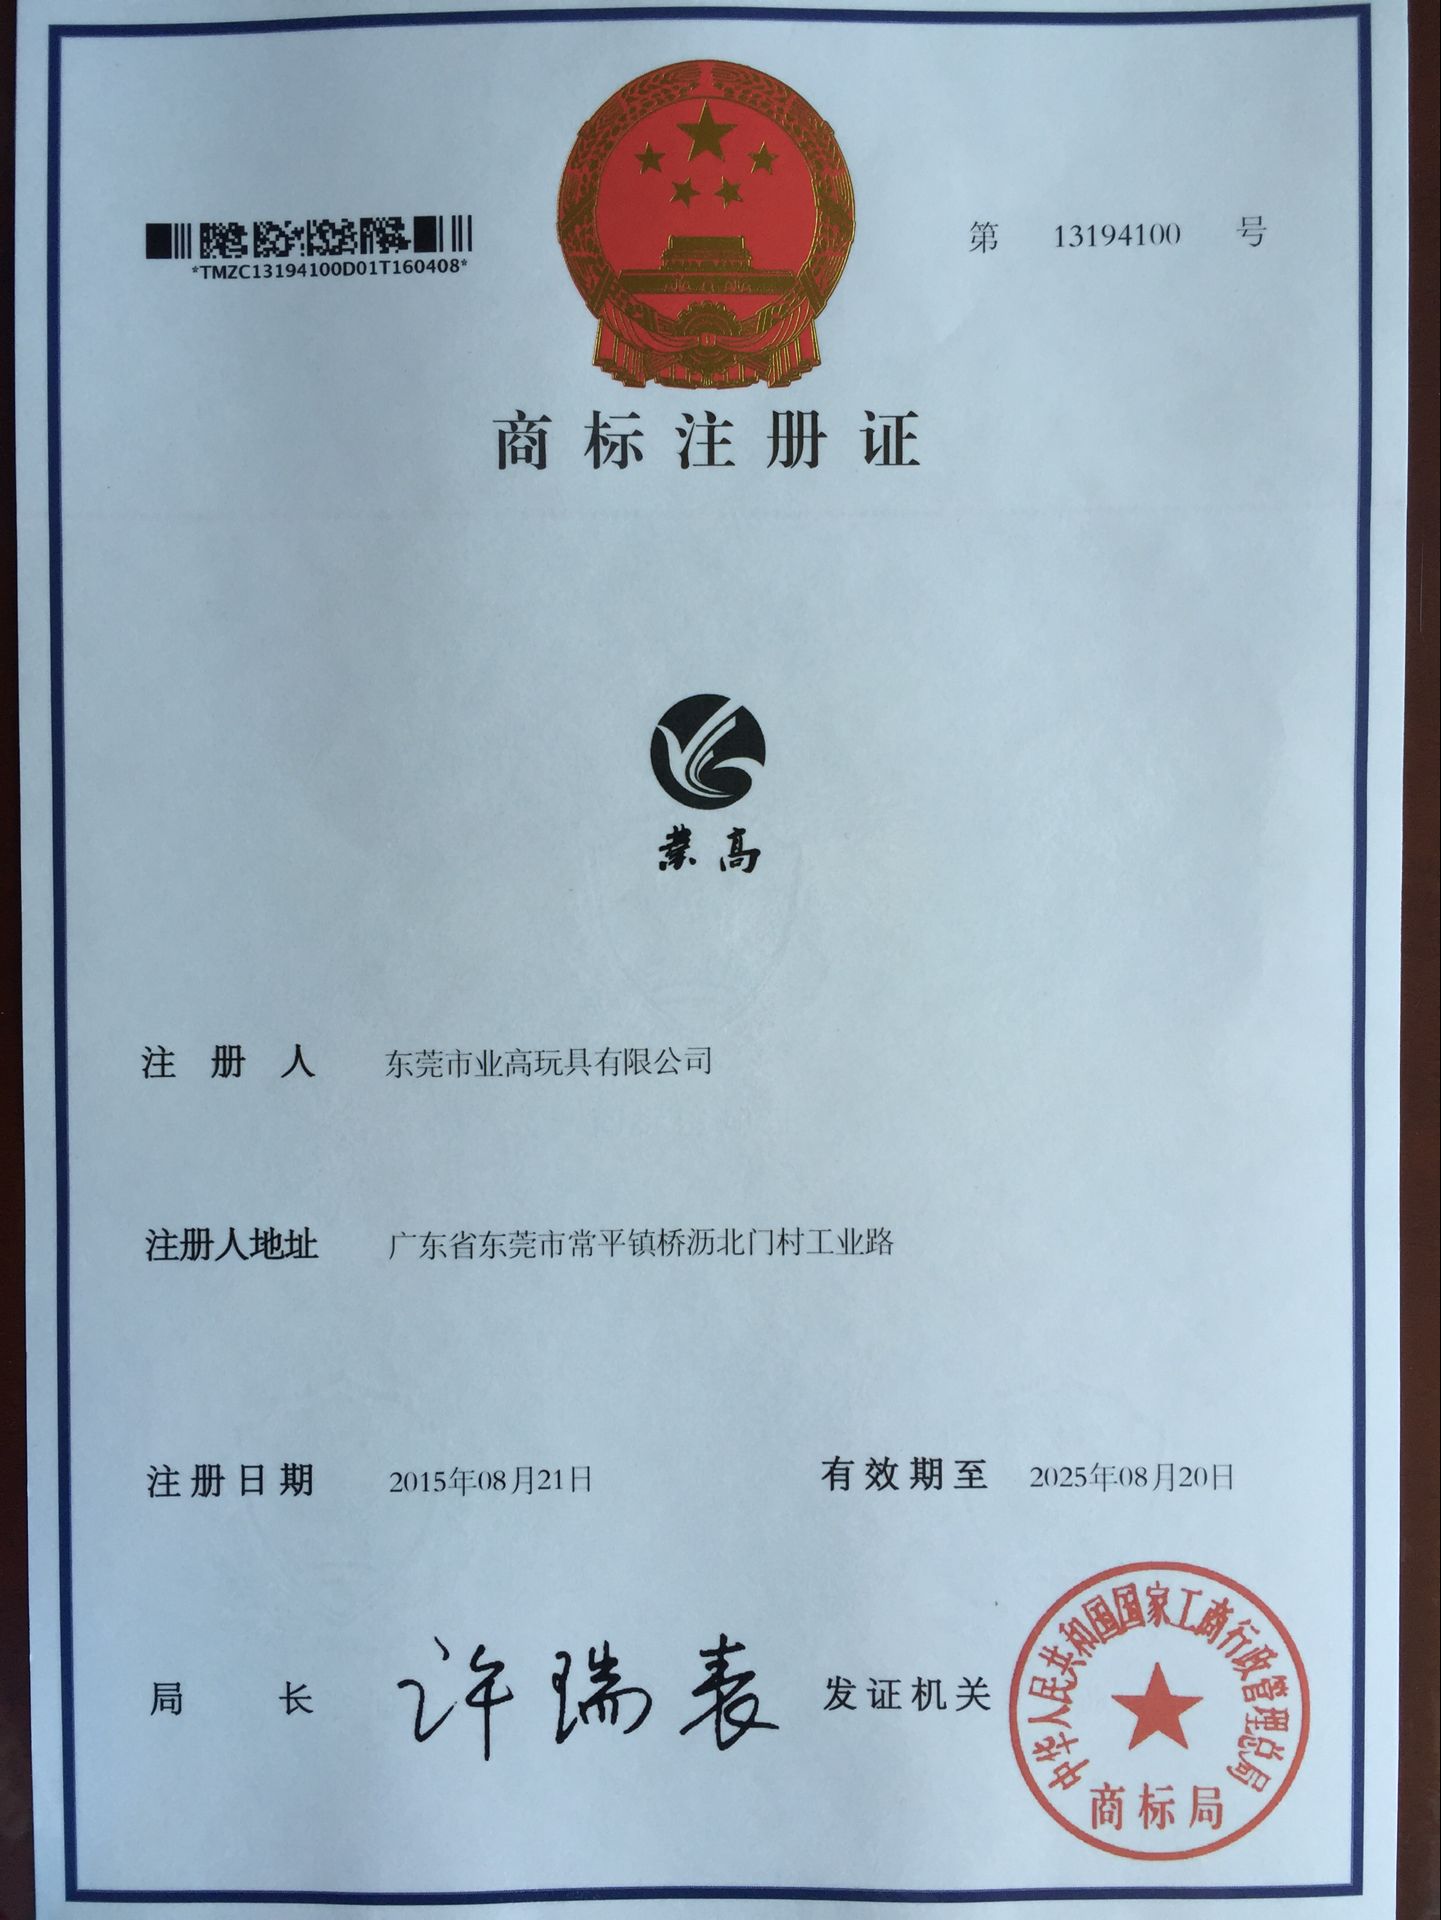 *TMZC13194100D01T160408*
第 13194100 号
商标注册证
業高
注册人 东莞市业高玩具有限公司
注册人地址 广东省东莞市常平镇桥沥北门村工业路
注册日期 2015年08月21日 有效期至 2025年08月20日
局长 许瑞表 发证机关
中华人民共和国国家工商行政管理总局
商标局